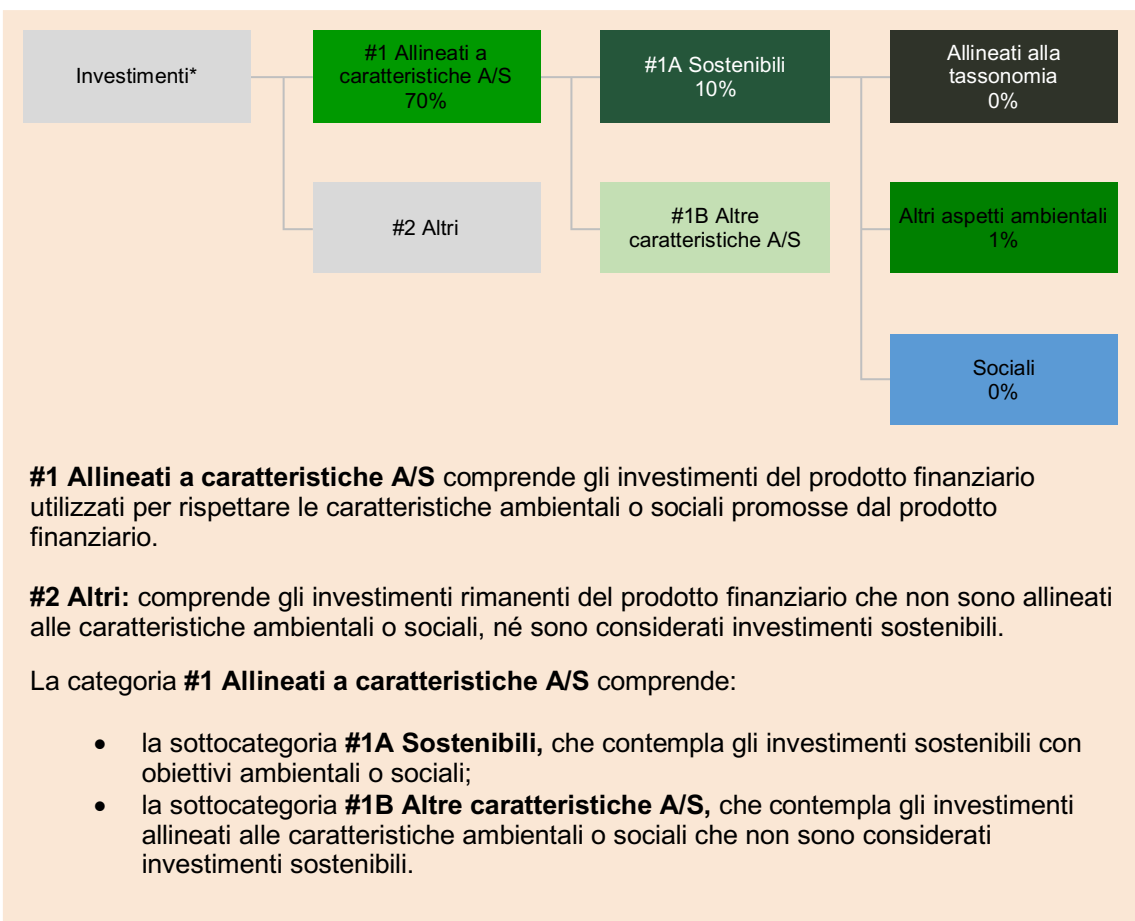 Investimenti*
#1 Allineati a
caratteristiche A/S
70%
#1A Sostenibili
10%
Allineati alla
tassonomia
0%
#2 Altri
#1B Altre
caratteristiche A/S
Altri aspetti ambientali
1%
Sociali
0%
#1 Allineati a caratteristiche A/S comprende gli investimenti del prodotto finanziario
utilizzati per rispettare le caratteristiche ambientali o sociali promosse dal prodotto
finanziario.
#2 Altri: comprende gli investimenti rimanenti del prodotto finanziario che non sono allineati
alle caratteristiche ambientali o sociali, né sono considerati investimenti sostenibili.
La categoria #1 Allineati a caratteristiche A/S comprende:
• la sottocategoria #1A Sostenibili, che contempla gli investimenti sostenibili con
obiettivi ambientali o sociali;
• la sottocategoria #1B Altre caratteristiche A/S, che contempla gli investimenti
allineati alle caratteristiche ambientali o sociali che non sono considerati
investimenti sostenibili.